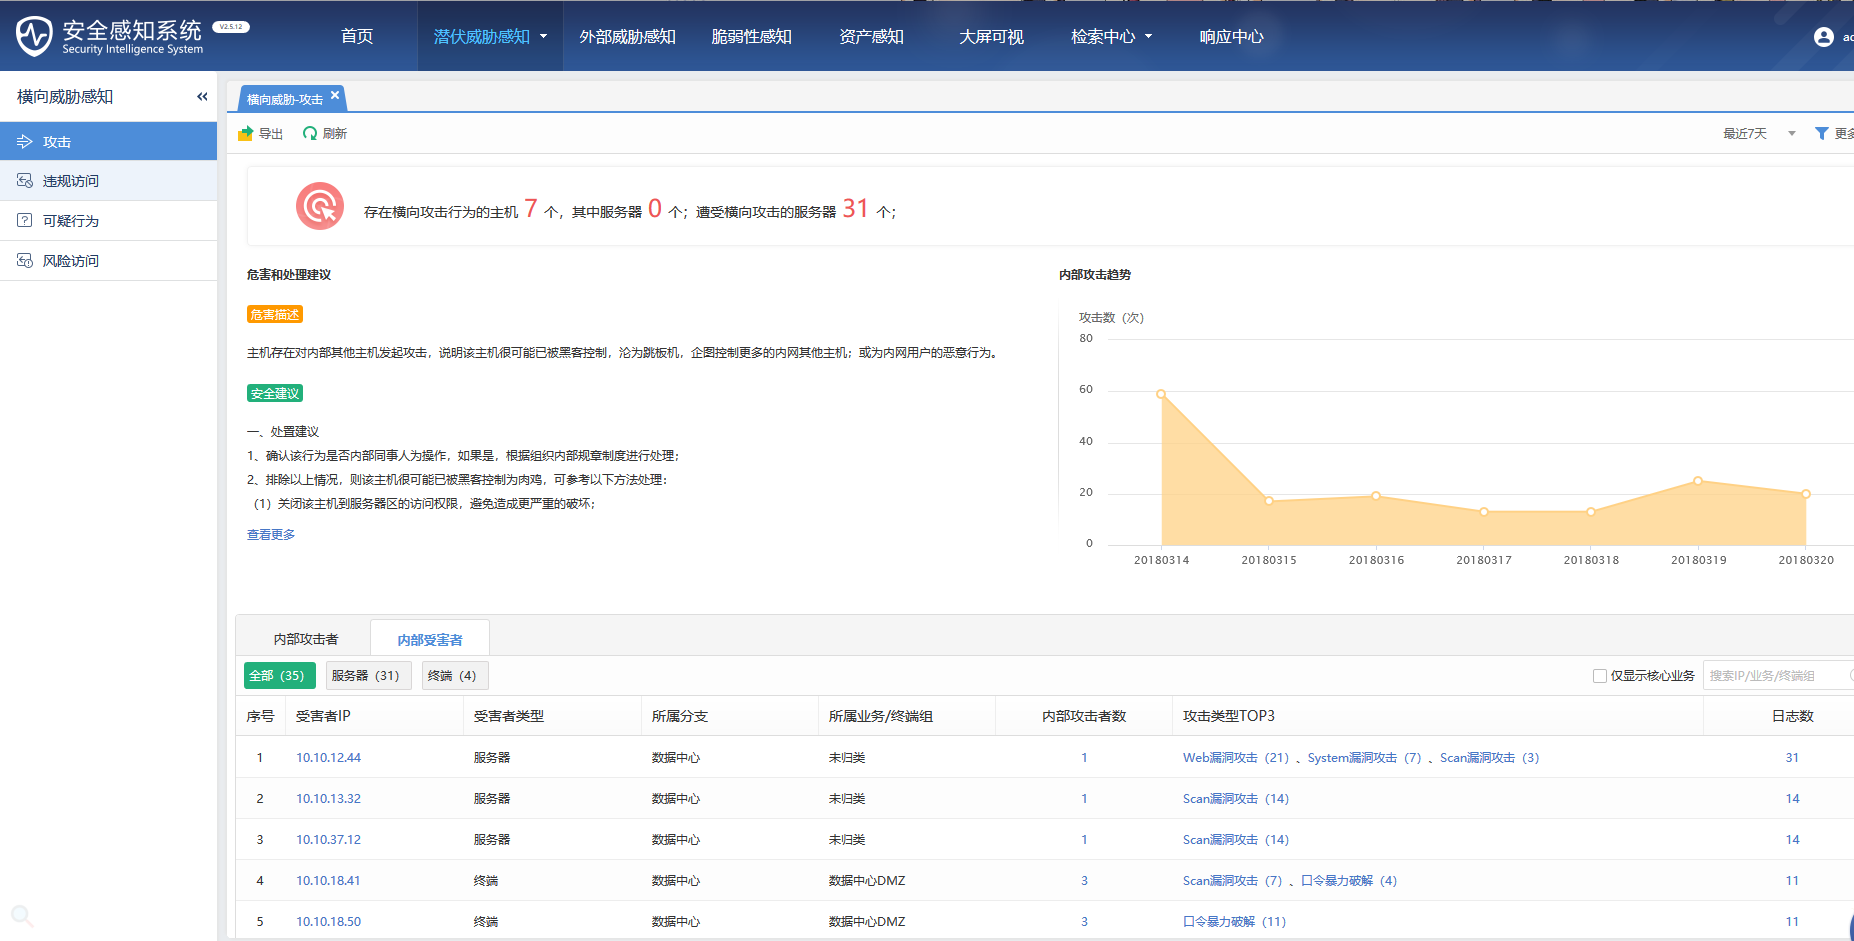 安全感知系统 V2.5.12
Security Intelligence System
首页 潜伏威胁感知 外部威胁感知 脆弱性感知 资产感知 大屏可视 检索中心 响应中心
横向威胁感知
攻击
违规访问
可疑行为
风险访问
横向威胁-攻击
导出 刷新 最近7天
存在横向攻击行为的主机 7 个，其中服务器 0 个；遭受横向攻击的服务器 31 个；
危害和处理建议
危害描述
主机存在对内部其他主机发起攻击，说明该主机很可能已被黑客控制，沦为跳板机，企图控制更多的内网其他主机；或为内网用户的恶意行为。
安全建议
一、处置建议
1、确认该行为是否内部同事人为操作，如果是，根据组织内部规章制度进行处理；
2、排除以上情况，则该主机很可能已被黑客控制为肉鸡，可参考以下方法处理：
（1）关闭该主机到服务器区的访问权限，避免造成更严重的破坏；
查看更多
内部攻击趋势
攻击数（次）
80
60
40
20
0
20180314 20180315 20180316 20180317 20180318 20180319 20180320
内部攻击者 内部受害者
全部（35） 服务器（31） 终端（4） 仅显示核心业务 搜索IP/业务/终端组
序号 受害者IP 受害者类型 所属分支 所属业务/终端组 内部攻击者数 攻击类型TOP3 日志数
1 10.10.12.44 服务器 数据中心 未归类 1 Web漏洞攻击（21）、System漏洞攻击（7）、Scan漏洞攻击（3） 31
2 10.10.13.32 服务器 数据中心 未归类 1 Scan漏洞攻击（14） 14
3 10.10.37.12 服务器 数据中心 未归类 1 Scan漏洞攻击（14） 14
4 10.10.18.41 终端 数据中心 数据中心DMZ 3 Scan漏洞攻击（7）、口令暴力破解（4） 11
5 10.10.18.50 终端 数据中心 数据中心DMZ 3 口令暴力破解（11） 11